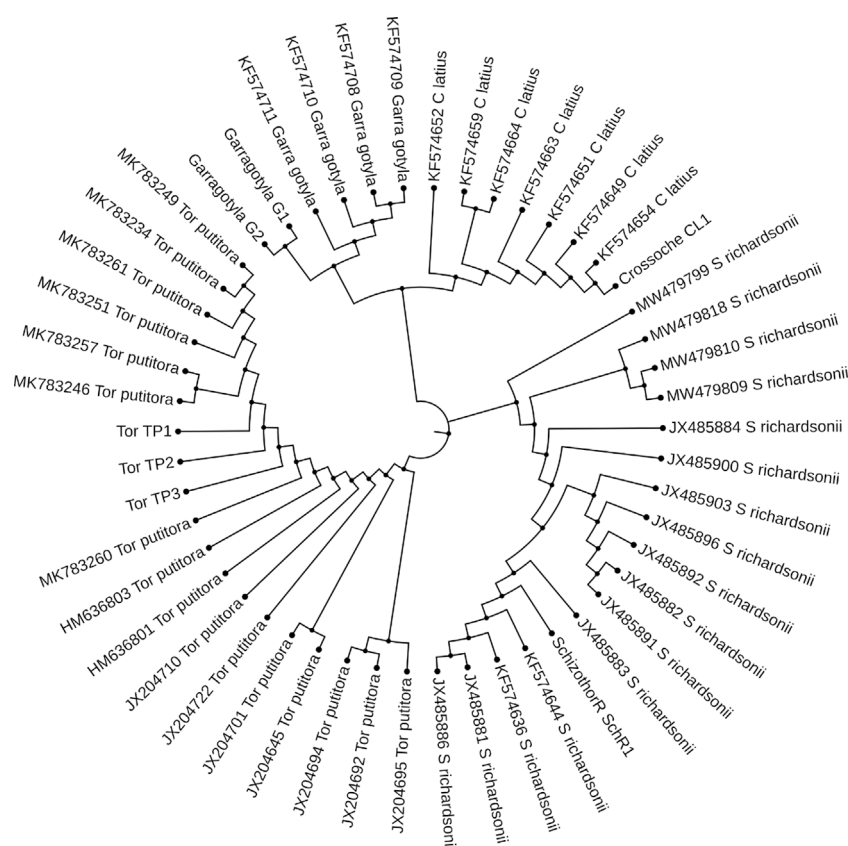 KF574709 Garra gotyla
KF574652 C latius
KF574659 C latius
KF574664 C latius
KF574663 C latius
KF574651 C latius
KF574649 C latius
KF574654 C latius
Crossoche CL1
MW479799 S richardsonii
MW479818 S richardsonii
MW479810 S richardsonii
MW479809 S richardsonii
JX485884 S richardsonii
JX485900 S richardsonii
JX485903 S richardsonii
JX485896 S richardsonii
JX485892 S richardsonii
JX485882 S richardsonii
JX485891 S richardsonii
JX485883 S richardsonii
SchizothorR SchR1
KF574644 S richardsonii
KF574636 S richardsonii
JX485881 S richardsonii
JX485886 S richardsoni
JX204695 Tor putitora
JX204692 Tor putitora
JX204694 Tor putitora
JX204645 Tor putitora
JX204701 Tor putitora
JX204722 Tor putitora
JX204710 Tor putitora
HM636801 Tor putitora
HM636803 Tor putitora
MK783260 Tor putitora
Tor TP3
Tor TP2
Tor TP1
MK783246 Tor putitora
MK783257 Tor putitora
MK783251 Tor putitora
MK783261 Tor putitora
MK783234 Tor putitora
MK783249 Tor putitora
Garragotyla G2
Garragotyla G1
KF574711 Garra gotyla
KF574710 Garra gotyla
KF574708 Garra gotyla